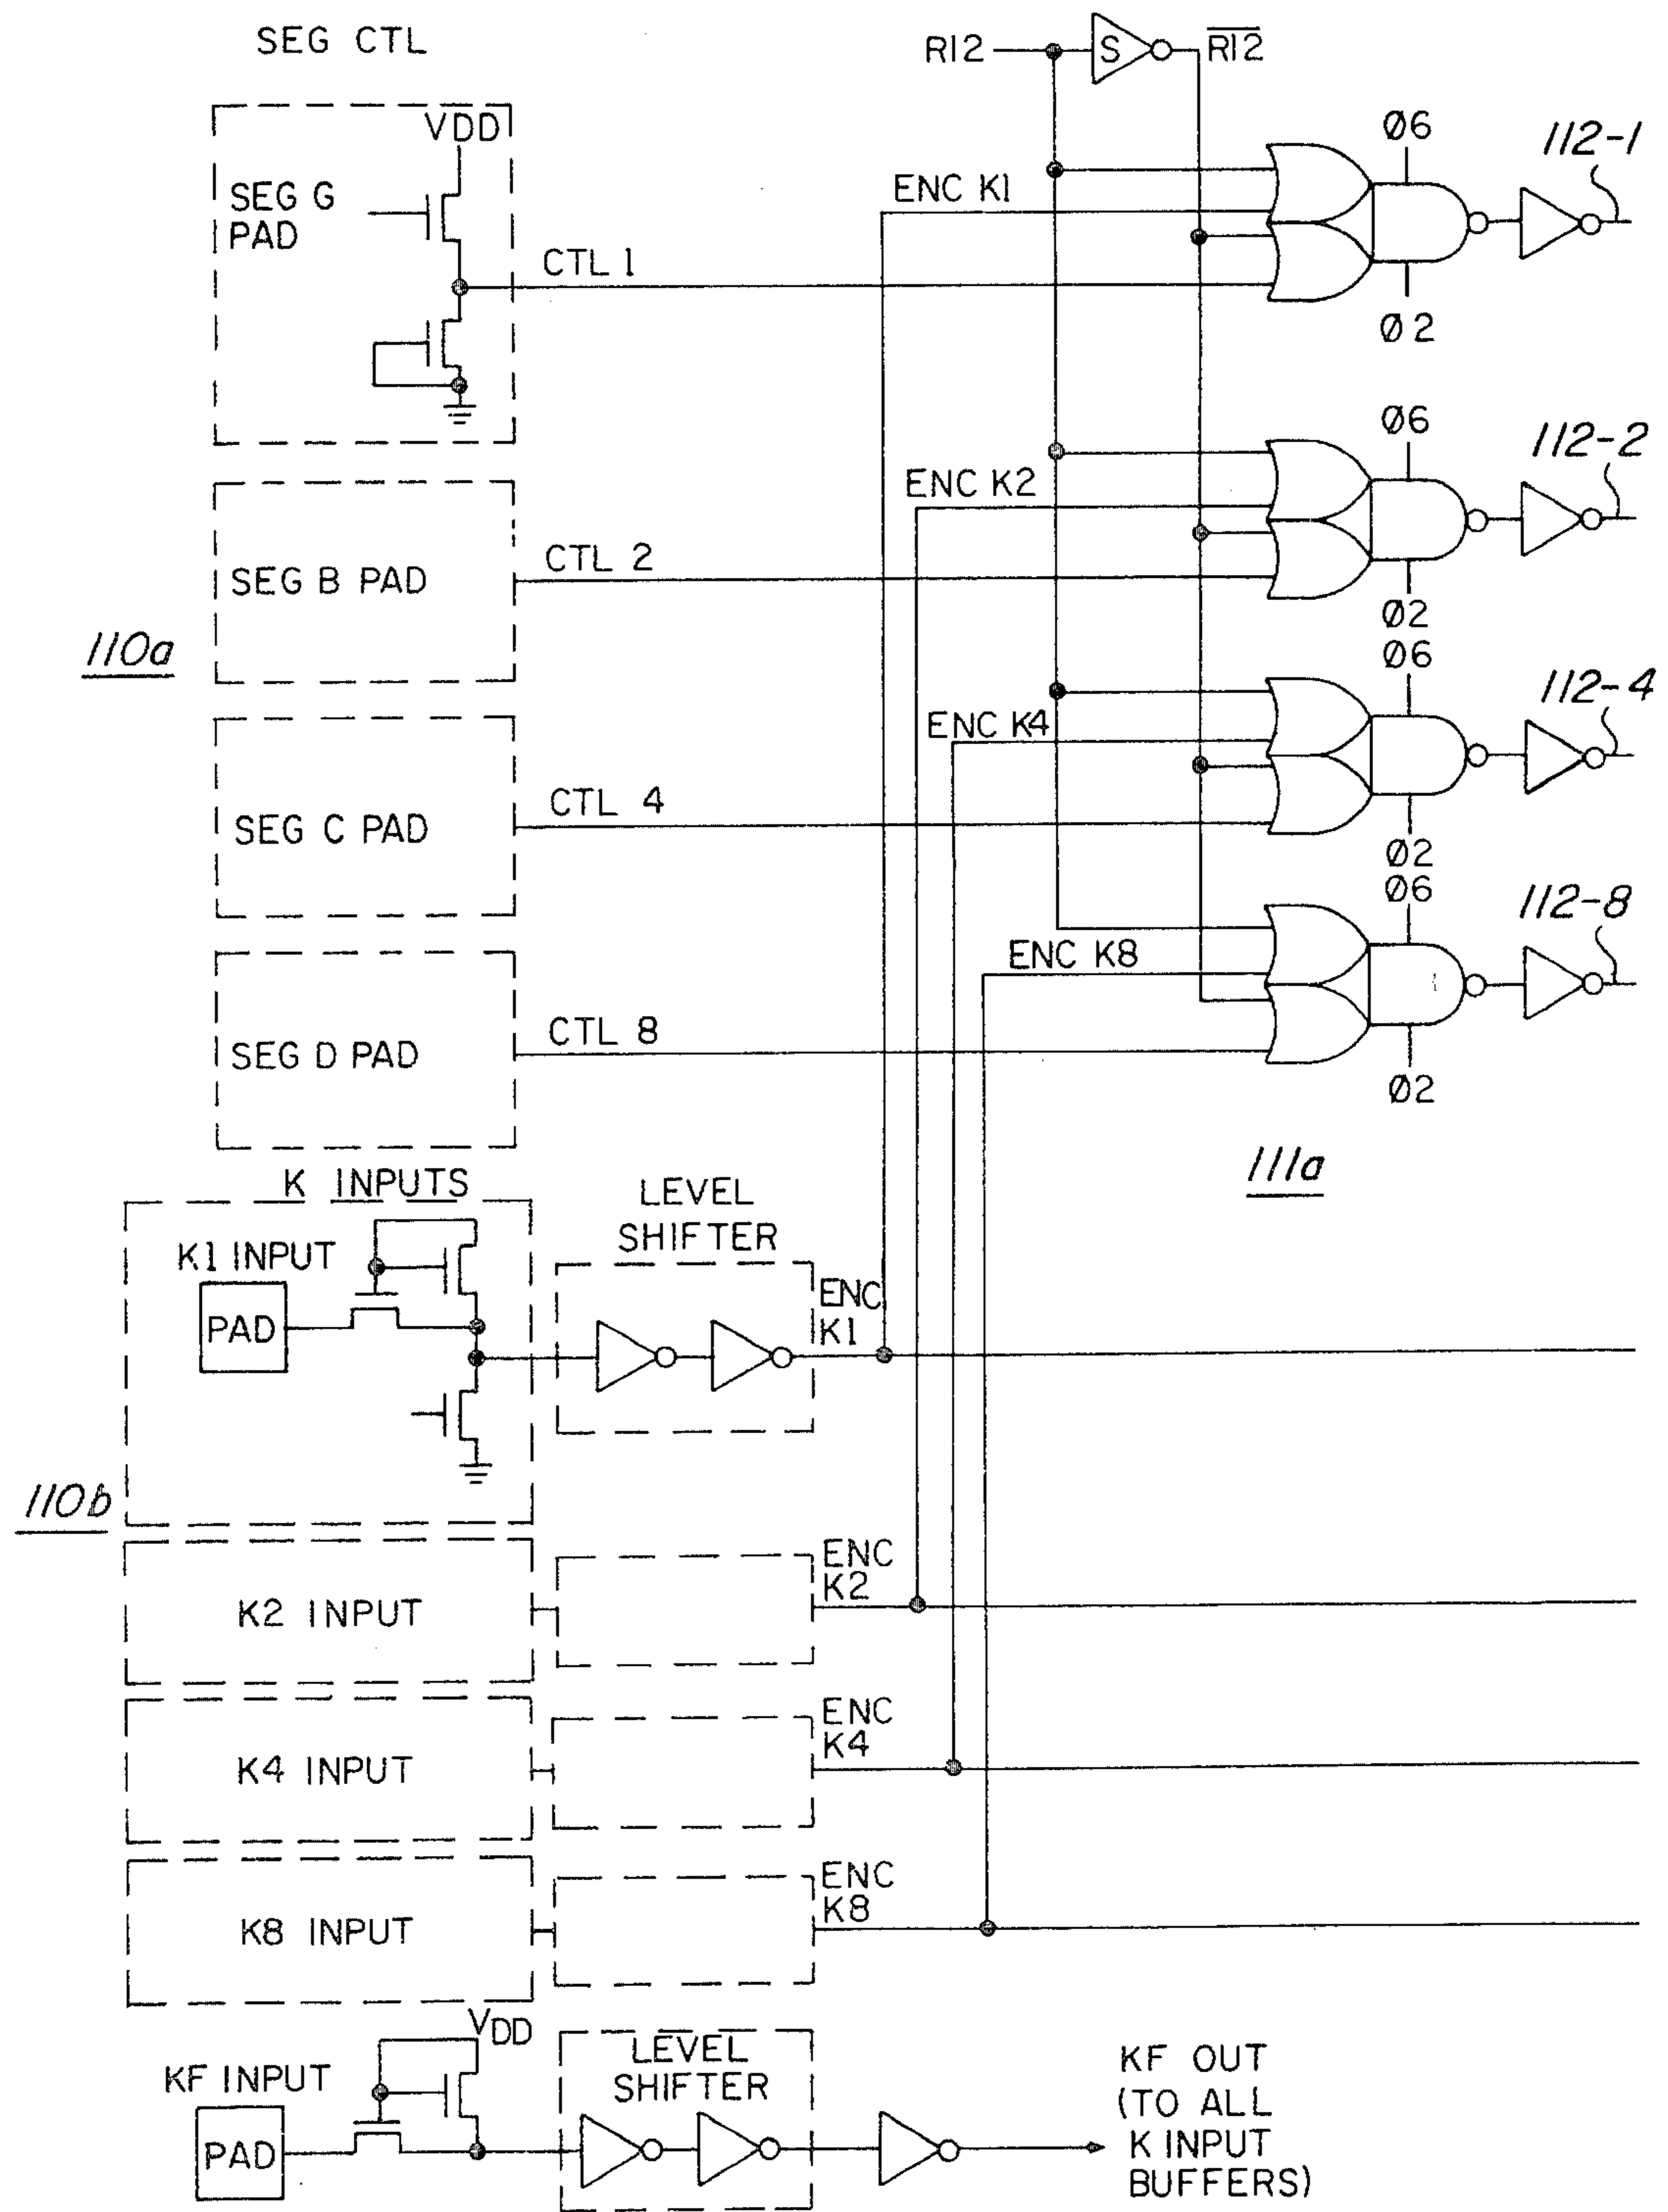 SEG CTL
R12
S
R12
VDD
SEG G
PAD
Ø6
112-1
ENC K1
CTL 1
Ø2
Ø6
112-2
ENC K2
SEG B PAD
CTL 2
Ø2
110a
Ø6
112-4
ENC K4
SEG C PAD
CTL 4
Ø2
Ø6
112-8
ENC K8
SEG D PAD
CTL 8
Ø2
111a
K INPUTS
LEVEL
SHIFTER
K1 INPUT
PAD
ENC
K1
110b
K2 INPUT
ENC
K2
K4 INPUT
ENC
K4
K8 INPUT
ENC
K8
VDD
KF INPUT
PAD
LEVEL
SHIFTER
KF OUT
(TO ALL
K INPUT
BUFFERS)